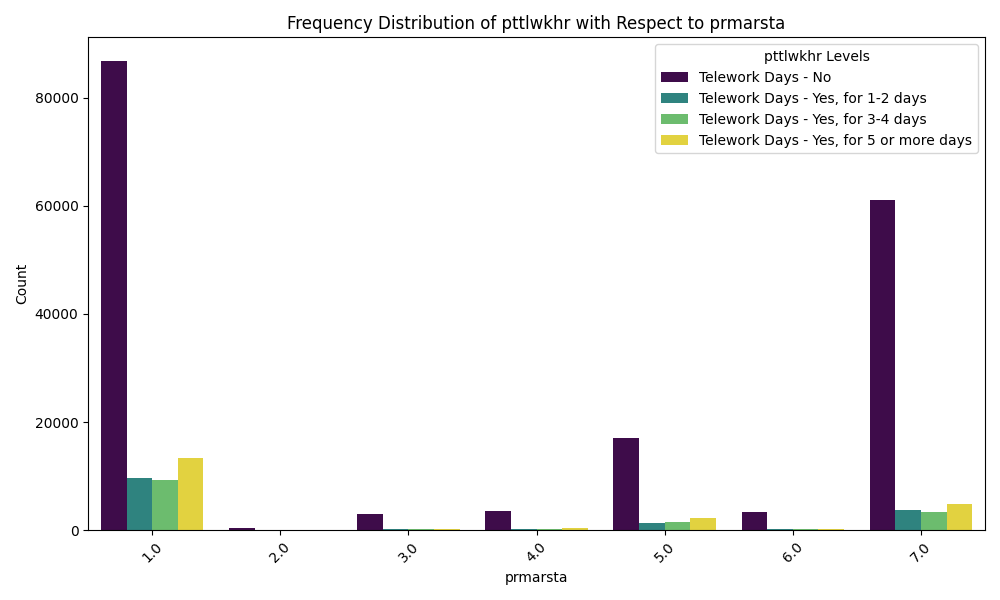 Frequency Distribution of pttlwkhr with Respect to prmarsta
pttlwkhr Levels
Telework Days - No
Telework Days - Yes, for 1-2 days
Telework Days - Yes, for 3-4 days
Telework Days - Yes, for 5 or more days
Count
80000
60000
40000
20000
0
1.0
2.0
3.0
4.0
5.0
6.0
7.0
prmarsta